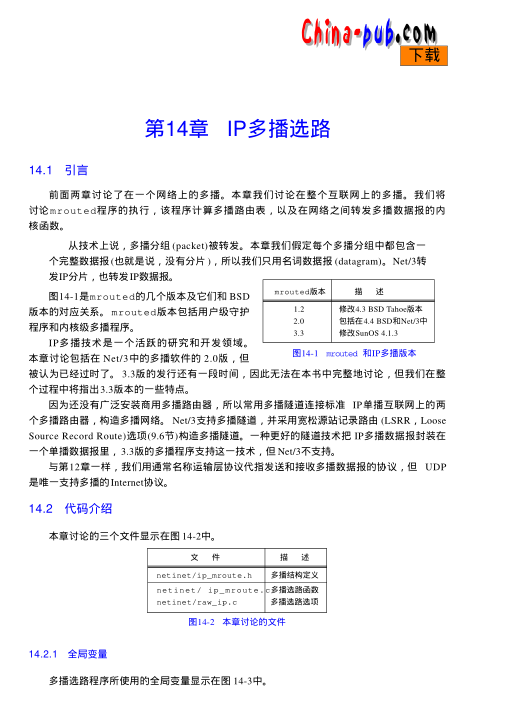 China-pub.com
下载
第14章 IP多播选路
14.1 引言
前面两章讨论了在一个网络上的多播。本章我们讨论在整个互联网上的多播。我们将
讨论mrouted程序的执行，该程序计算多播路由表，以及在网络之间转发多播数据报的内
核函数。
从技术上说，多播分组 (packet)被转发。本章我们假定每个多播分组中都包含一
个完整数据报(也就是说，没有分片 )，所以我们只用名词数据报 (datagram)。 Net/3转
发IP分片，也转发IP数据报。
图14-1是mrouted的几个版本及它们和 BSD
版本的对应关系。 mrouted版本包括用户级守护
程序和内核级多播程序。
mrouted版本 描 述
1.2 修改4.3 BSD Tahoe版本
2.0 包括在4.4 BSD和Net/3中
3.3 修改SunOS 4.1.3
图14-1 mrouted 和IP多播版本
IP多播技术是一个活跃的研究和开发领域。
本章讨论包括在 Net/3中的多播软件的 2.0版，但
被认为已经过时了。 3.3版的发行还有一段时间，因此无法在本书中完整地讨论，但我们在整
个过程中将指出3.3版本的一些特点。
因为还没有广泛安装商用多播路由器，所以常用多播隧道连接标准 IP单播互联网上的两
个多播路由器，构造多播网络。 Net/3支持多播隧道，并采用宽松源站记录路由 (LSRR，Loose
Source Record Route)选项(9.6节)构造多播隧道。一种更好的隧道技术把 IP多播数据报封装在
一个单播数据报里， 3.3版的多播程序支持这一技术，但 Net/3不支持。
与第12章一样，我们用通常名称运输层协议代指发送和接收多播数据报的协议，但 UDP
是唯一支持多播的Internet协议。
14.2 代码介绍
本章讨论的三个文件显示在图 14-2中。
文 件 描 述
netinet/ip_mroute.h 多播结构定义
netinet/ ip_mroute.c 多播选路函数
netinet/raw_ip.c 多播选路选项
图14-2 本章讨论的文件
14.2.1 全局变量
多播选路程序所使用的全局变量显示在图 14-3中。